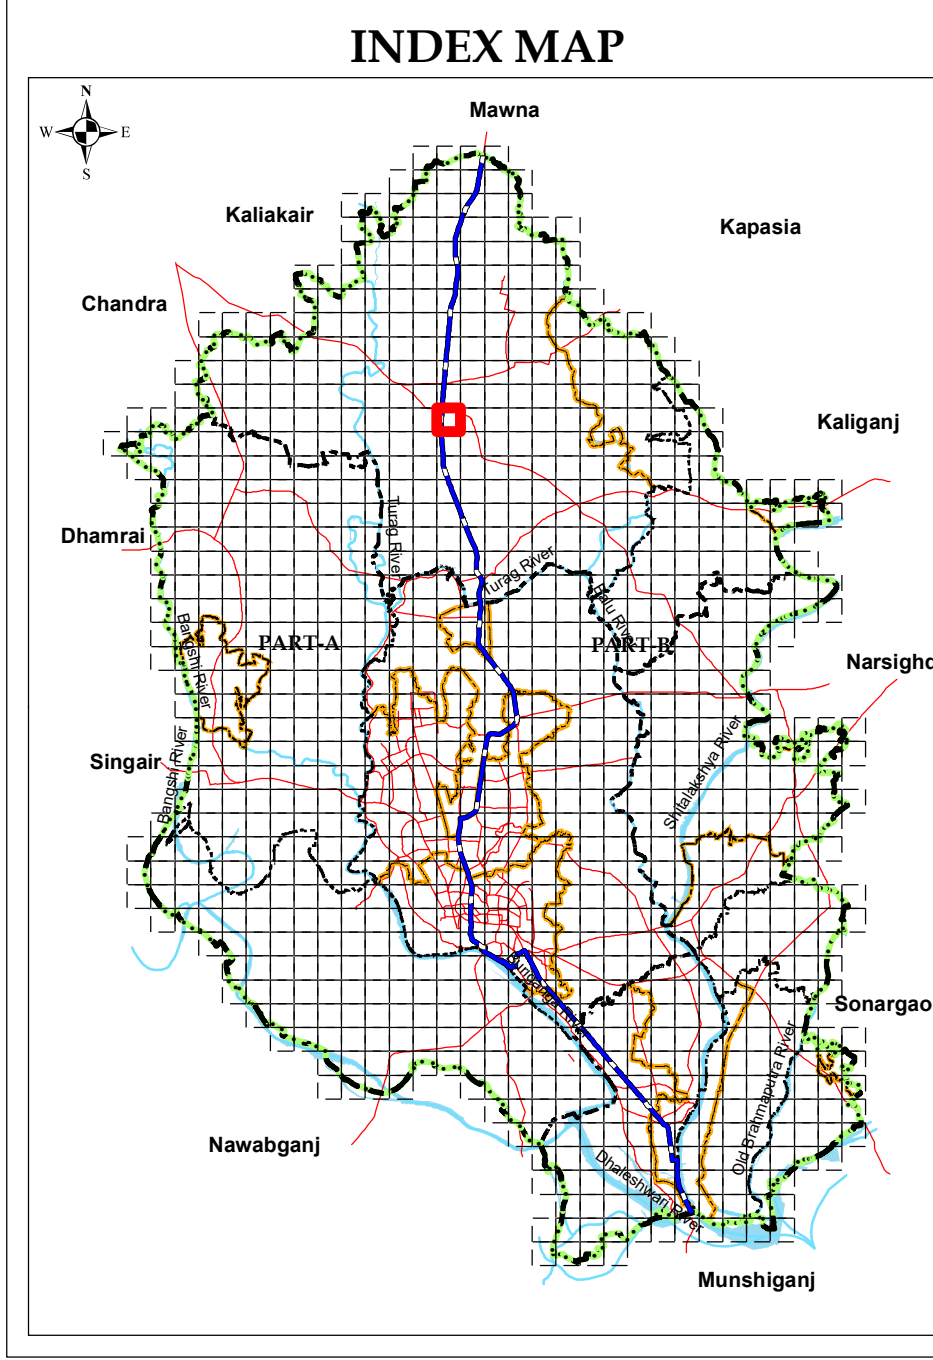 INDEX MAP
N
W E
S
Mawna
Kaliakair
Kapasia
Chandra
Kaliganj
Dhamrai
Turag River
Turag River
Balu River
Bangshi River
PART-A
PART-B
Narsighd
Singair
Bangshi River
Shitalakshya River
Buriganga River
Sonargao
Old Brahmaputra River
Nawabganj
Dhaleshwari River
Munshiganj